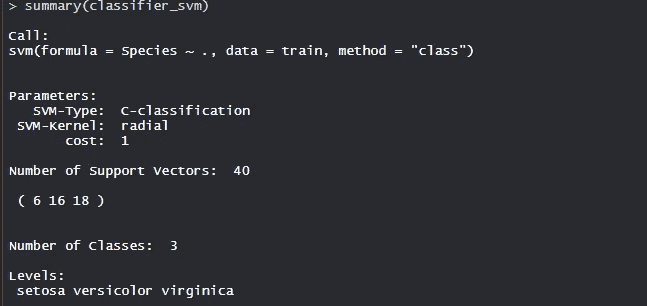 > summary(classifier_svm)
Call:
svm(formula = Species ~ ., data = train, method = "class")
Parameters:
SVM-Type:  C-classification
SVM-Kernel:  radial
cost:  1
Number of Support Vectors:  40
( 6 16 18 )
Number of Classes:  3
Levels:
setosa versicolor virginica